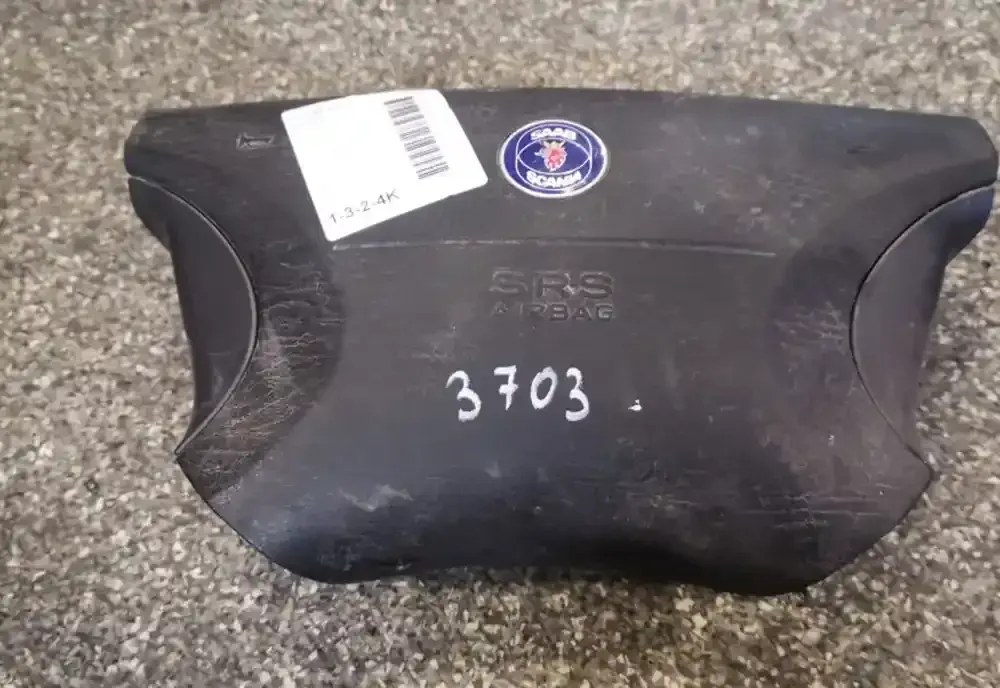 SAAB
SCANIA
1-3-2-4K
SRS
AIRBAG
3703